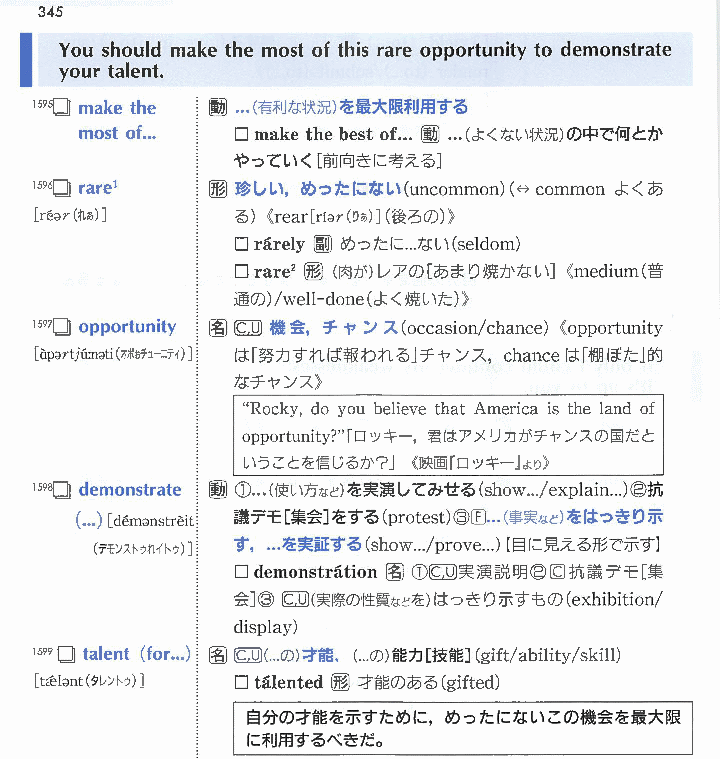 345
You should make the most of this rare opportunity to demonstrate
your talent.
1595 make the
most of...
動 …(有利な状況)を最大限利用する
□ make the best of... 動 …(よくない状況)の中で何とか
やっていく[前向きに考える]
1596 rare¹
[réər(れぁ)]
形 珍しい,めったにない(uncommon)(↔ common よくあ
る)《rear[rɪər(りぁ)](後ろの)》
□ rárely 副 めったに…ない(seldom)
□ rare² 形 (肉が)レアの[あまり焼かない]《medium(普
通の)/well-done(よく焼いた)》
1597 opportunity
[ὰpərtjúːməti(オポぉチューニティ)]
名 C,U 機会,チャンス(occasion/chance)《opportunity
は「努力すれば報われる」チャンス,chanceは「棚ぼた」的
なチャンス》
“Rocky, do you believe that America is the land of
opportunity?”「ロッキー,君はアメリカがチャンスの国だと
いうことを信じるか?」《映画『ロッキー』より》
1598 demonstrate
(...) [démənstrèit
(デモンストゥれイトゥ)]
動 ①…(使い方など)を実演してみせる(show.../explain...)②抗
議デモ[集会]をする(protest)③F…(事実など)をはっきり示
す,…を実証する(show.../prove...)【目に見える形で示す】
□ demonstrátion 名 ①C,U実演説明②C抗議デモ[集
会]③ C,U(実際の性質などを)はっきり示すもの(exhibition/
display)
1599 talent (for...)
[tǽlənt(タレントゥ)]
名 C,U(…の)才能,(…の)能力[技能](gift/ability/skill)
□ tálented 形 才能のある(gifted)
自分の才能を示すために,めったにないこの機会を最大限
に利用するべきだ。